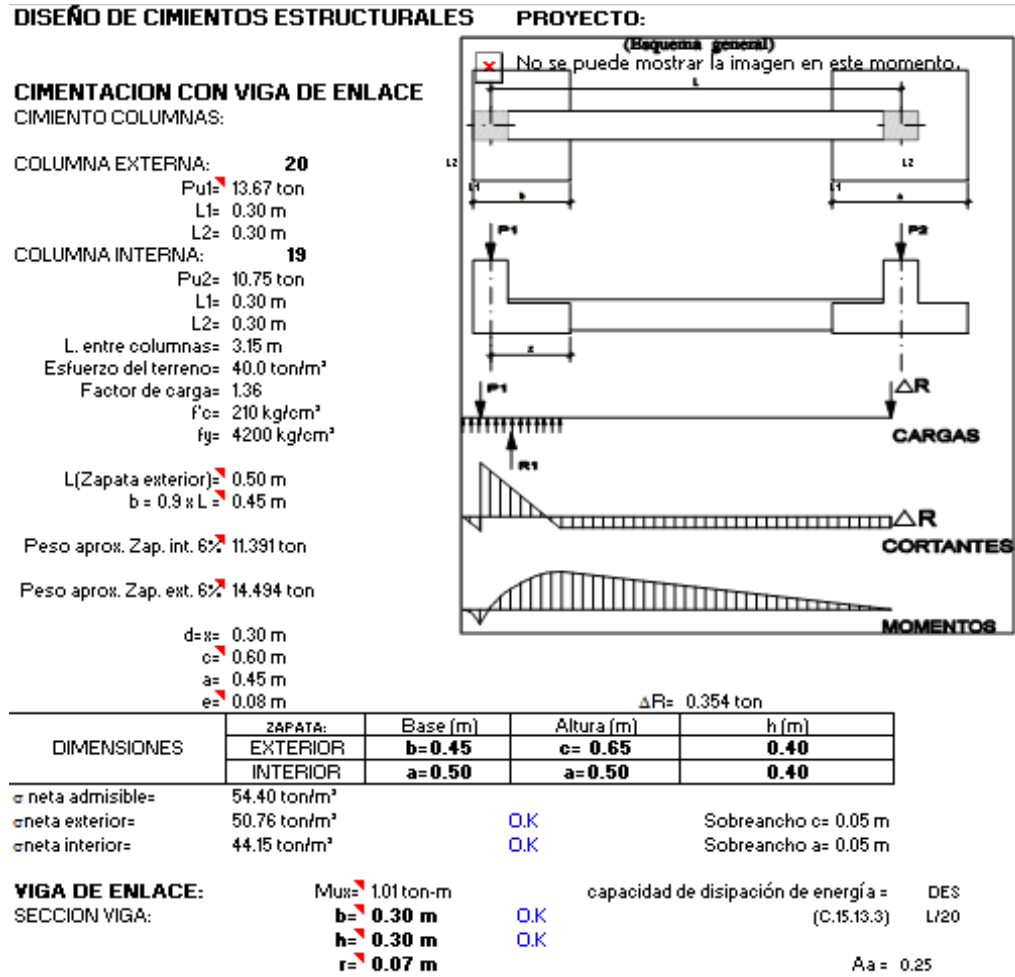 DISEÑO DE CIMIENTOS ESTRUCTURALES PROYECTO:
(Esquema general)
No se puede mostrar la imagen en este momento.
CIMENTACION CON VIGA DE ENLACE
CIMIENTO COLUMNAS:
L
COLUMNA EXTERNA: 20
L2
L2
Pu1= 13.67 ton
L1
L1
b
a
L1= 0.30 m
L2= 0.30 m
P1
P2
COLUMNA INTERNA: 19
Pu2= 10.75 ton
L1= 0.30 m
L2= 0.30 m
L. entre columnas= 3.15 m
x
Esfuerzo del terreno= 40.0 ton/m²
Factor de carga= 1.36
P1
ΔR
f'c= 210 kg/cm²
fy= 4200 kg/cm²
CARGAS
R1
L(Zapata exterior)= 0.50 m
b = 0.9 x L = 0.45 m
ΔR
Peso aprox. Zap. int. 6% 11.391 ton
CORTANTES
Peso aprox. Zap. ext. 6% 14.494 ton
MOMENTOS
d=x= 0.30 m
c= 0.60 m
a= 0.45 m
e= 0.08 m
ΔR= 0.354 ton
DIMENSIONES ZAPATA: Base (m) Altura (m) h (m)
EXTERIOR b=0.45 c= 0.65 0.40
INTERIOR a=0.50 a=0.50 0.40
σ neta admisible= 54.40 ton/m²
σneta exterior= 50.76 ton/m² O.K Sobreancho c= 0.05 m
σneta interior= 44.15 ton/m² O.K Sobreancho a= 0.05 m
VIGA DE ENLACE: Mux= 1.01 ton-m capacidad de disipación de energía = DES
SECCION VIGA: b= 0.30 m O.K (C.15.13.3) L/20
h= 0.30 m O.K
r= 0.07 m Aa = 0.25